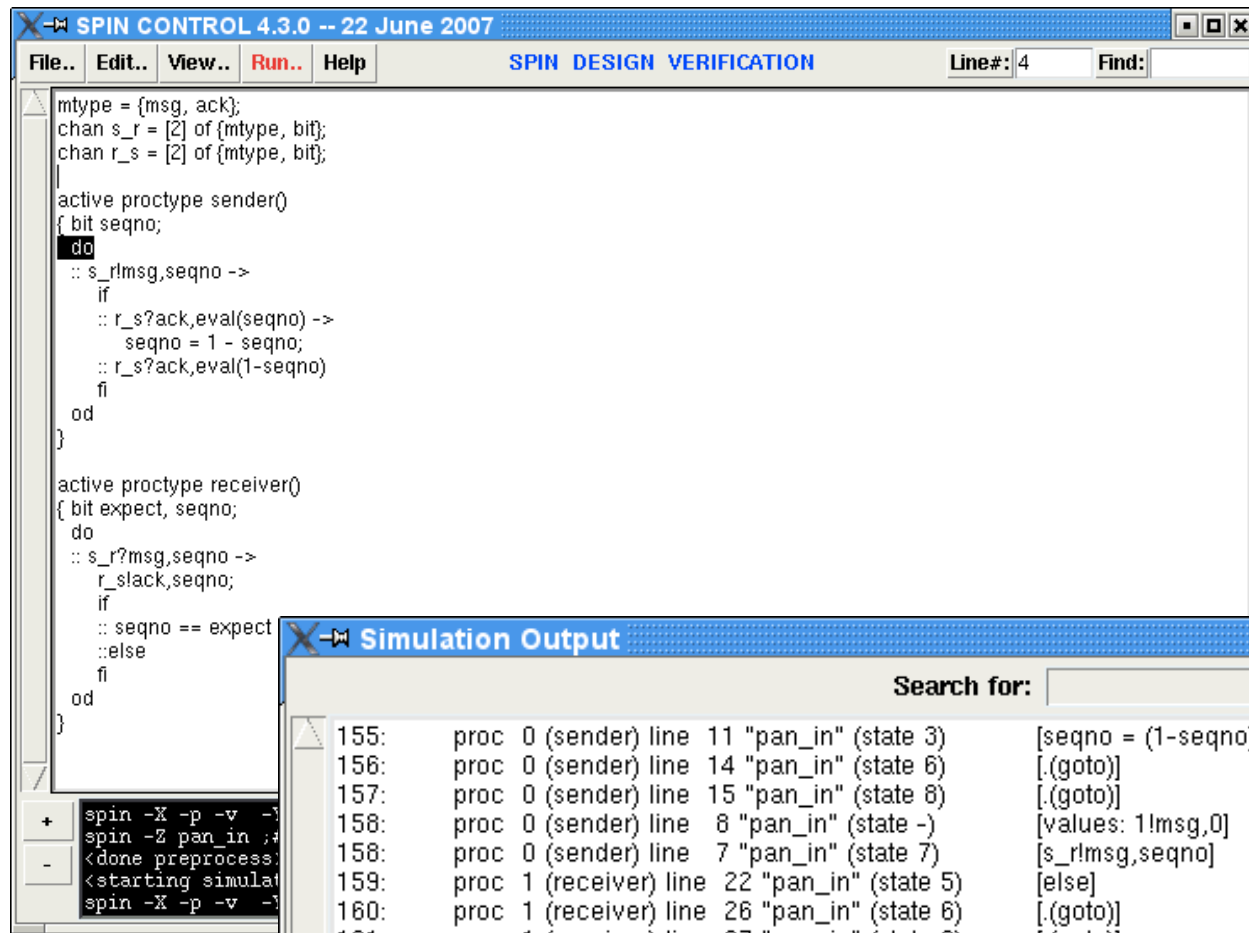 SPIN CONTROL 4.3.0 -- 22 June 2007
File.. Edit.. View.. Run.. Help SPIN DESIGN VERIFICATION Line#: 4 Find:
mtype = {msg, ack};
chan s_r = [2] of {mtype, bit};
chan r_s = [2] of {mtype, bit};
active proctype sender()
{ bit seqno;
do
:: s_r!msg,seqno ->
if
:: r_s?ack,eval(seqno) ->
seqno = 1 - seqno;
:: r_s?ack,eval(1-seqno)
fi
od
}
active proctype receiver()
{ bit expect, seqno;
do
:: s_r?msg,seqno ->
r_s!ack,seqno;
if
:: seqno == expect
::else
fi
od
}
+
-
spin -X -p -v
spin -Z pan_in ;#
<done preprocess>
<starting simulat
spin -X -p -v
Simulation Output
Search for:
155: proc 0 (sender) line 11 "pan_in" (state 3) [seqno = (1-seqno)
156: proc 0 (sender) line 14 "pan_in" (state 6) [.(goto)]
157: proc 0 (sender) line 15 "pan_in" (state 8) [.(goto)]
158: proc 0 (sender) line 8 "pan_in" (state -) [values: 1!msg,0]
158: proc 0 (sender) line 7 "pan_in" (state 7) [s_r!msg,seqno]
159: proc 1 (receiver) line 22 "pan_in" (state 5) [else]
160: proc 1 (receiver) line 26 "pan_in" (state 6) [.(goto)]